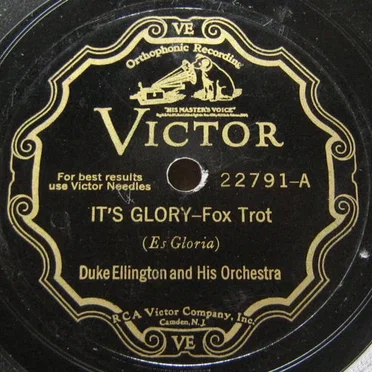 VE
Orthophonic Recording
"HIS MASTER'S VOICE"
VICTOR
For best results
use Victor Needles
22791-A
IT'S GLORY-Fox Trot
(Es Gloria)
Duke Ellington and His Orchestra
RCA Victor Company, Inc.
Camden, N.J.
VE